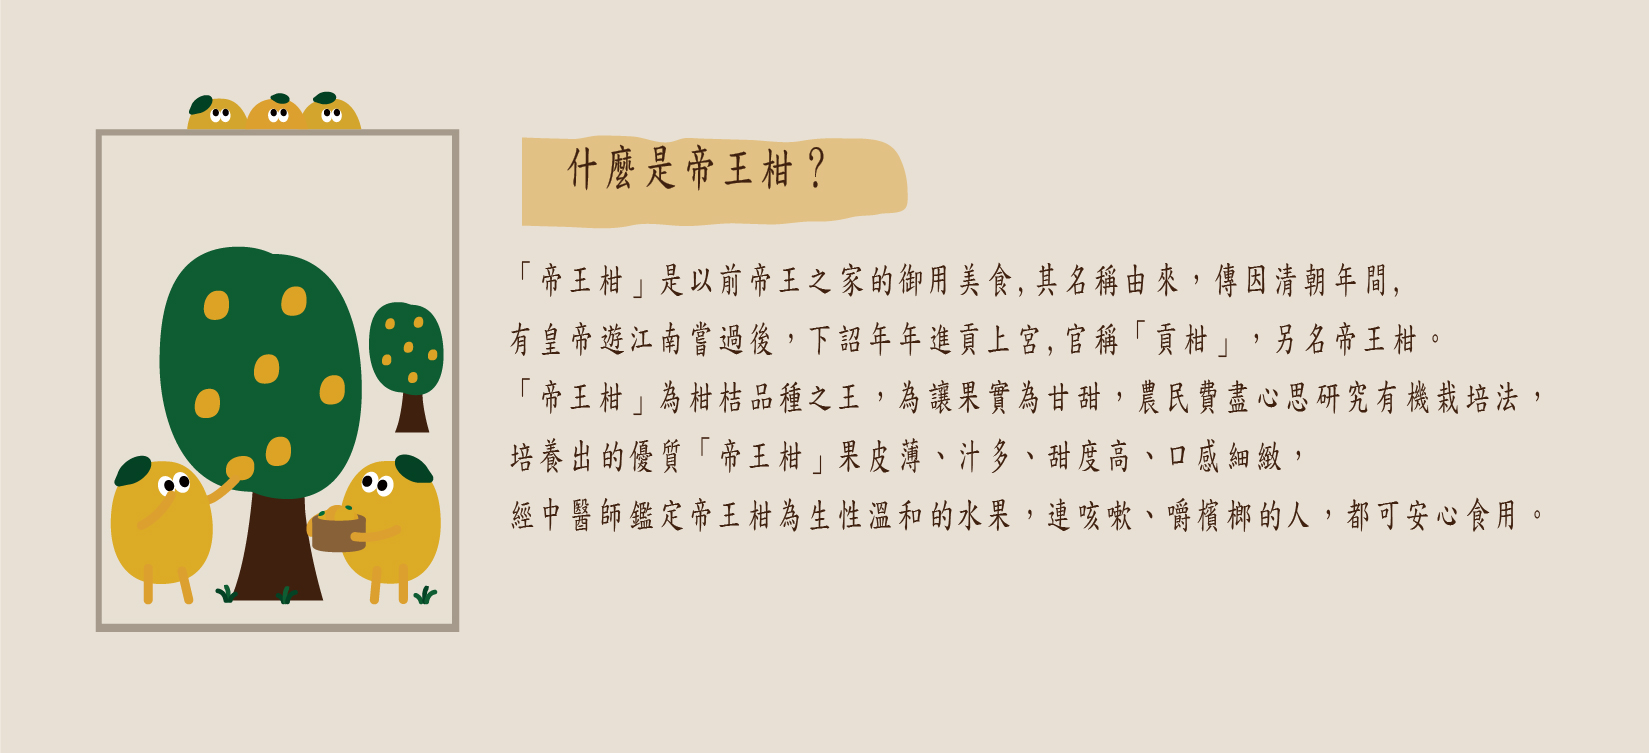 什麼是帝王柑?
「帝王柑」是以前帝王之家的御用美食,其名稱由來，傳因清朝年間,
有皇帝遊江南嘗過後，下詔年年進貢上宮,官稱「貢柑」，另名帝王柑。
「帝王柑」為柑桔品種之王，為讓果實為甘甜，農民費盡心思研究有機栽培法，
培養出的優質「帝王柑」果皮薄、汁多、甜度高、口感細緻，
經中醫師鑑定帝王柑為生性溫和的水果，連咳嗽、嚼檳榔的人，都可安心食用。